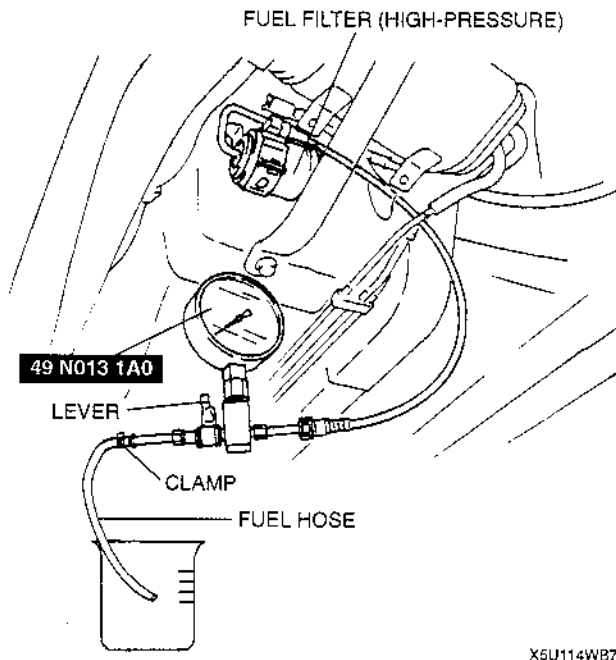 FUEL FILTER (HIGH-PRESSURE)
49 N013 1A0
LEVER
CLAMP
FUEL HOSE
X5U114WB7